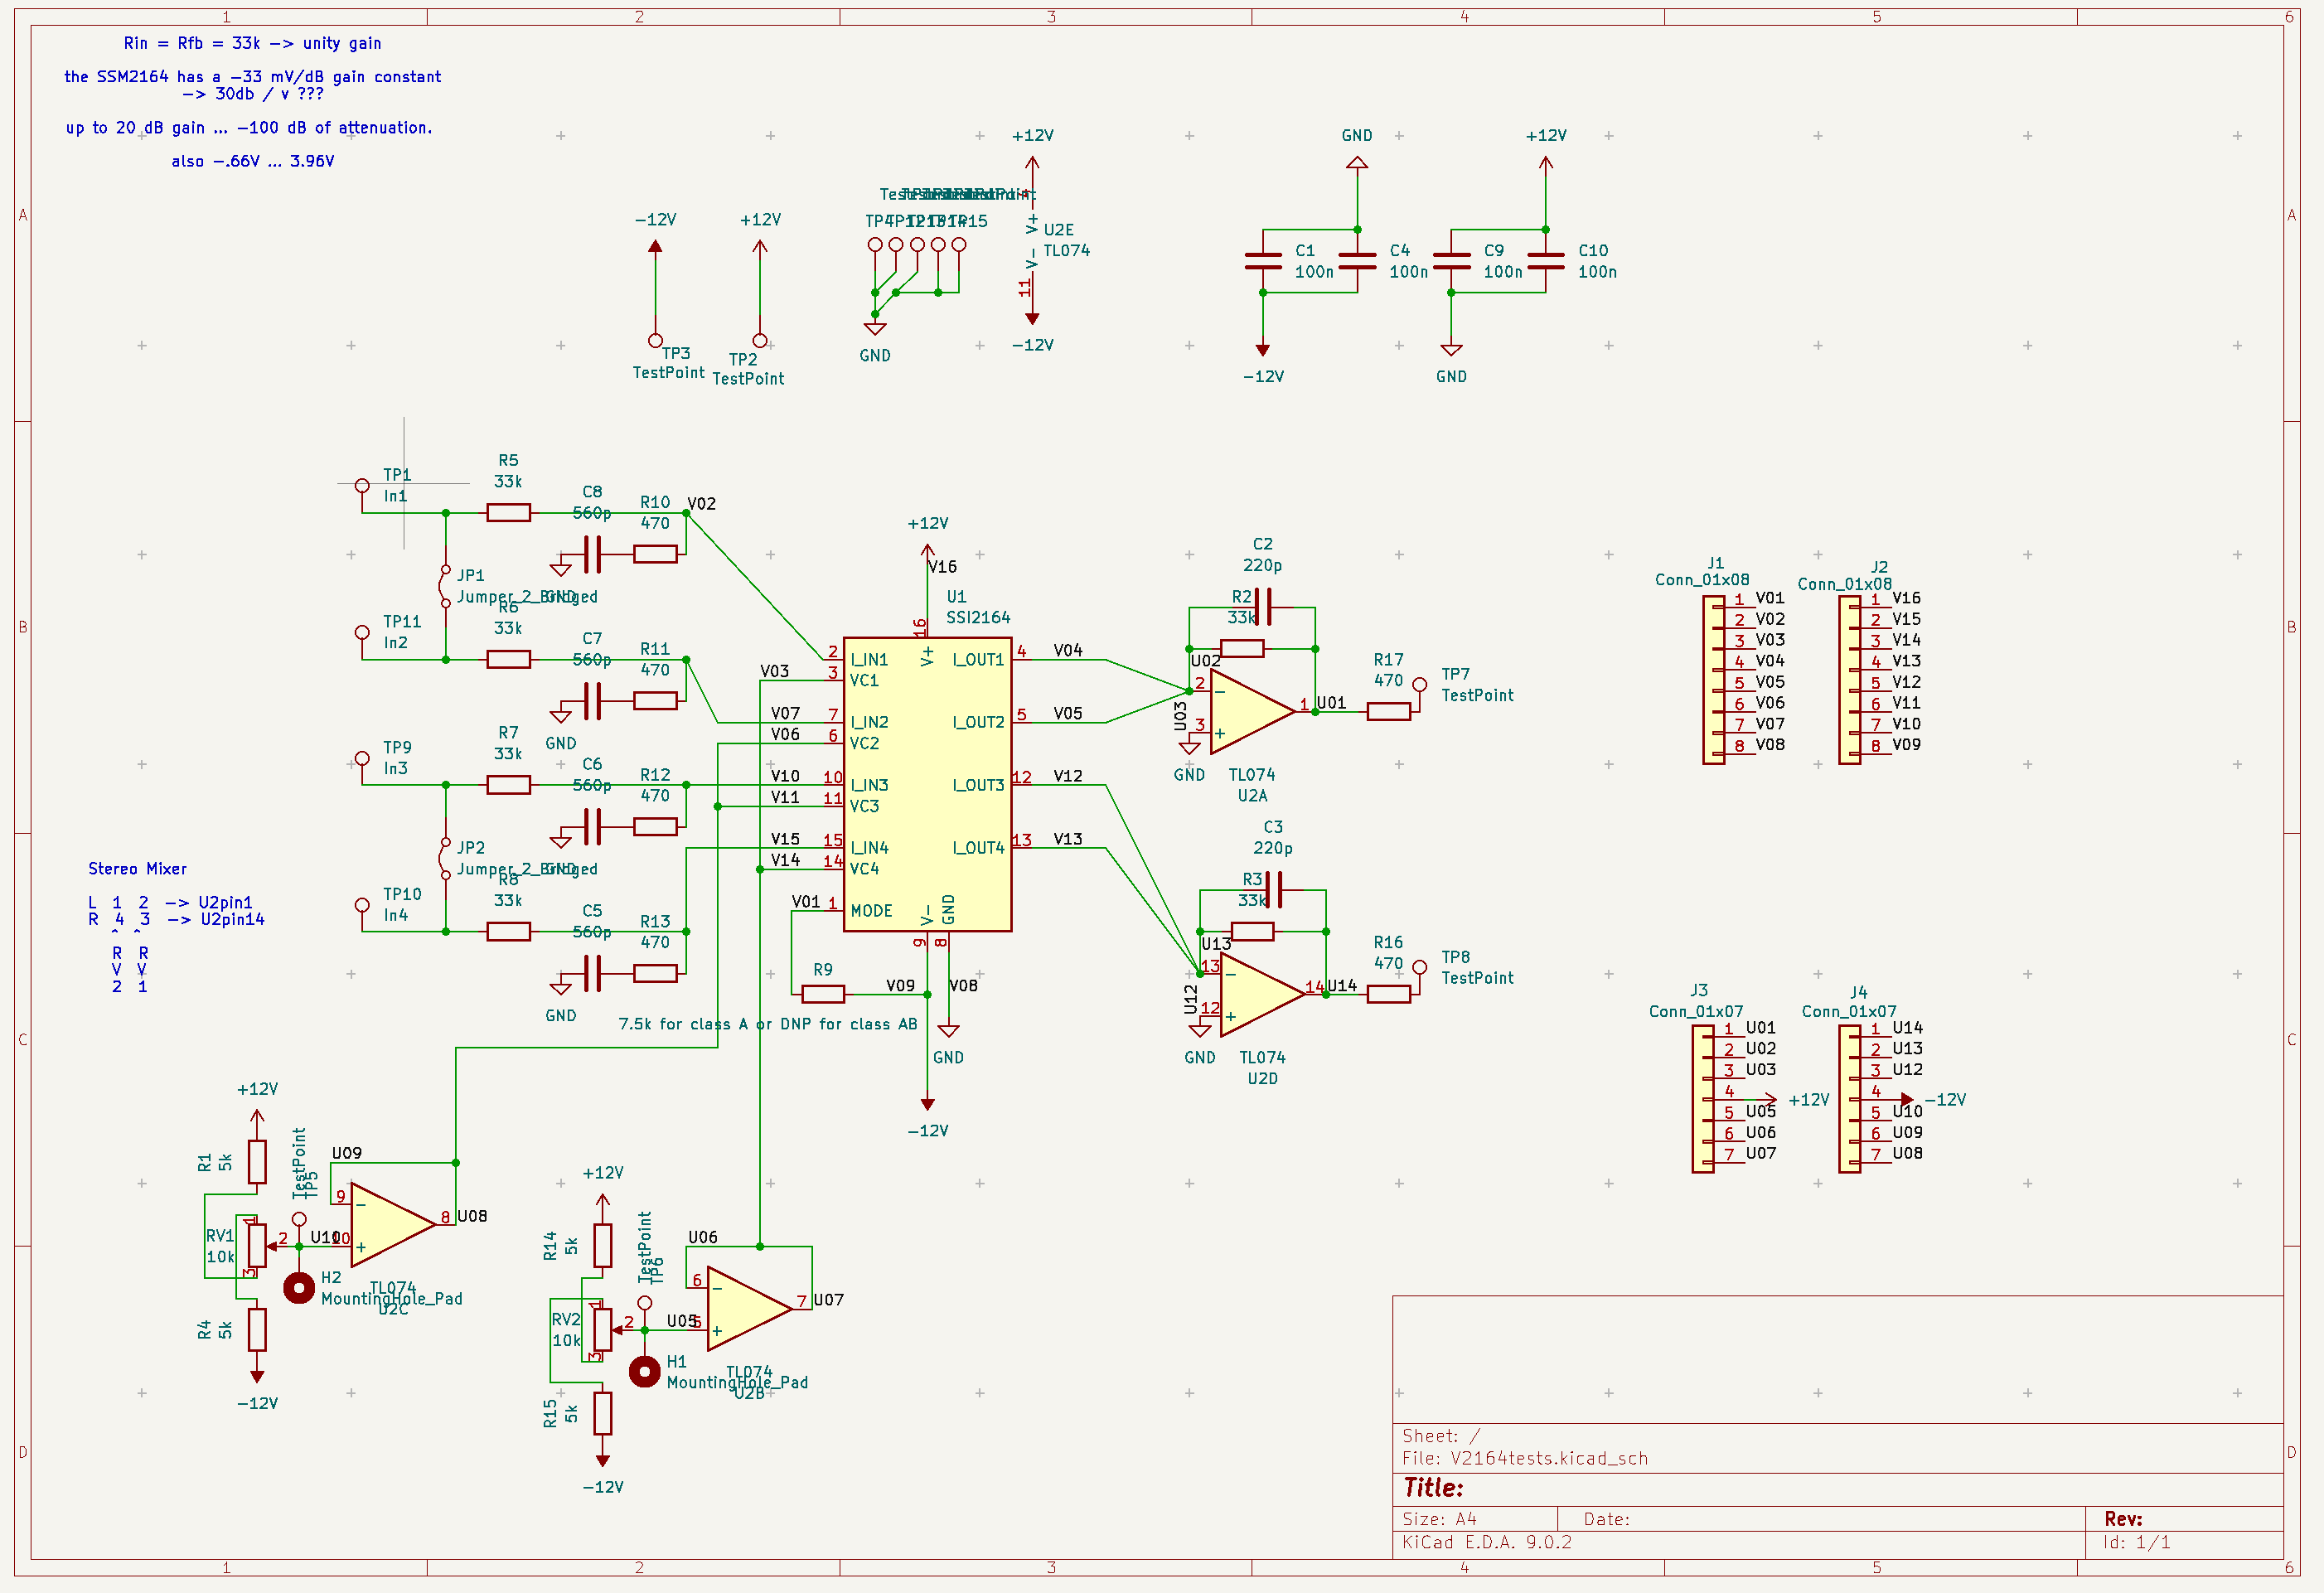 1 2 3 4 5 6
A
B
C
D
Rin = Rfb = 33k -> unity gain
the SSM2164 has a -33 mV/dB gain constant
-> 30db / v ???
up to 20 dB gain ... -100 dB of attenuation.
also -.66V ... 3.96V
-12V
TP3
TestPoint
+12V
TP2
TestPoint
TP15
GND
+12V
V+
U2E
TL074
V-
11
-12V
GND
C1
100n
C4
100n
-12V
+12V
C9
100n
C10
100n
GND
TP1
In1
R5
33k
C8
560p
R10
470
V02
GND
JP1
Jumper_2_Bridged
TP11
In2
R6
33k
C7
560p
R11
470
GND
TP9
In3
R7
33k
C6
560p
R12
470
GND
JP2
Jumper_2_Bridged
TP10
In4
R8
33k
C5
560p
R13
470
GND
Stereo Mixer
L 1 2 -> U2pin1
R 4 3 -> U2pin14
^ ^
R R
V V
2 1
+12V
V16
U1
SSI2164
16
V+
2 I_IN1
V03 3 VC1
V07 7 I_IN2
V06 6 VC2
V10 10 I_IN3
V11 11 VC3
V15 15 I_IN4
V14 14 VC4
V01 1 MODE
I_OUT1 4 V04
I_OUT2 5 V05
I_OUT3 12 V12
I_OUT4 13 V13
V- GND
9 8
R9
V09
V08
7.5k for class A or DNP for class AB
GND
-12V
C2
220p
R2
33k
U02
2
U03
3
1
U01
GND
TL074
U2A
R17
470
TP7
TestPoint
C3
220p
R3
33k
U13
13
U12
12
14
U14
GND
TL074
U2D
R16
470
TP8
TestPoint
J1
Conn_01x08
1 V01
2 V02
3 V03
4 V04
5 V05
6 V06
7 V07
8 V08
J2
Conn_01x08
1 V16
2 V15
3 V14
4 V13
5 V12
6 V11
7 V10
8 V09
J3
Conn_01x07
1 U01
2 U02
3 U03
4 +12V
5 U05
6 U06
7 U07
J4
Conn_01x07
1 U14
2 U13
3 U12
4 -12V
5 U10
6 U09
7 U08
+12V
R1
5k
TestPoint
TP5
U09
9
8
U08
RV1
10k
1
2
3
U10
10
H2
MountingHole_Pad
TL074
U2C
R4
5k
-12V
+12V
R14
5k
TestPoint
TP6
U06
6
7
U07
RV2
10k
1
2
3
U05
5
H1
MountingHole_Pad
TL074
U2B
R15
5k
-12V
Sheet: /
File: V2164tests.kicad_sch
Title:
Size: A4
Date:
Rev:
KiCad E.D.A. 9.0.2
Id: 1/1
1 2 3 4 5 6
A
B
C
D